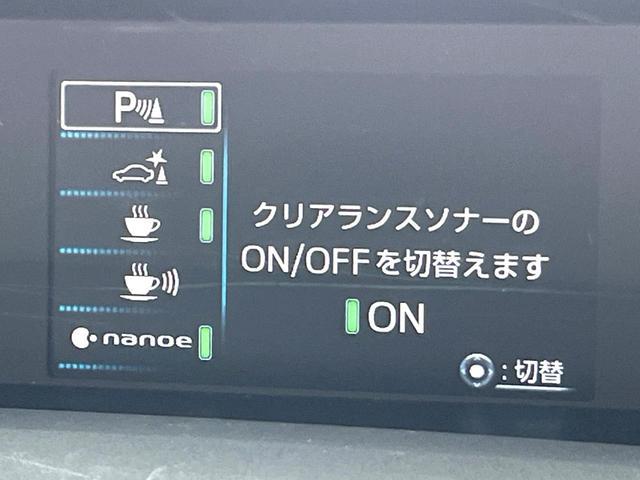 P
クリアランスソナーの
ON/OFFを切替えます
ON
nanoe
:切替